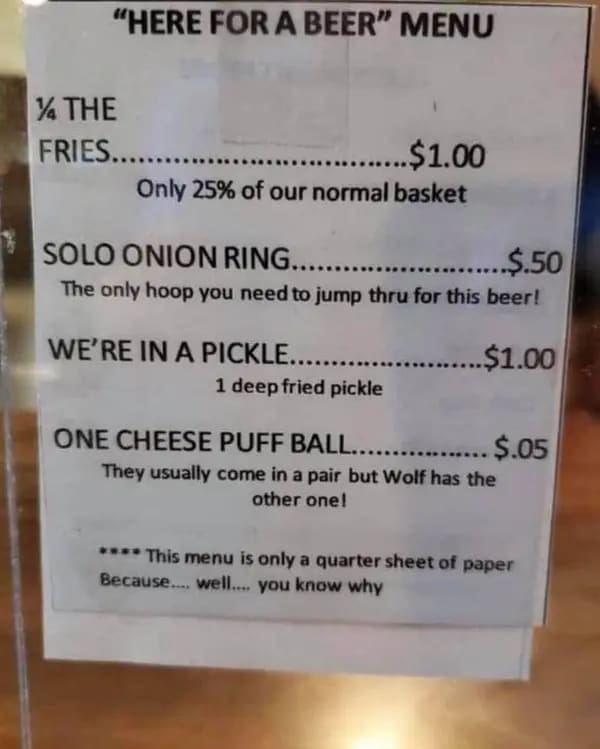 “HERE FOR A BEER” MENU
¼ THE
FRIES....................................$1.00
Only 25% of our normal basket
SOLO ONION RING..........................$.50
The only hoop you need to jump thru for this beer!
WE’RE IN A PICKLE.......................$1.00
1 deep fried pickle
ONE CHEESE PUFF BALL................. $.05
They usually come in a pair but Wolf has the
other one!
**** This menu is only a quarter sheet of paper
Because.... well.... you know why